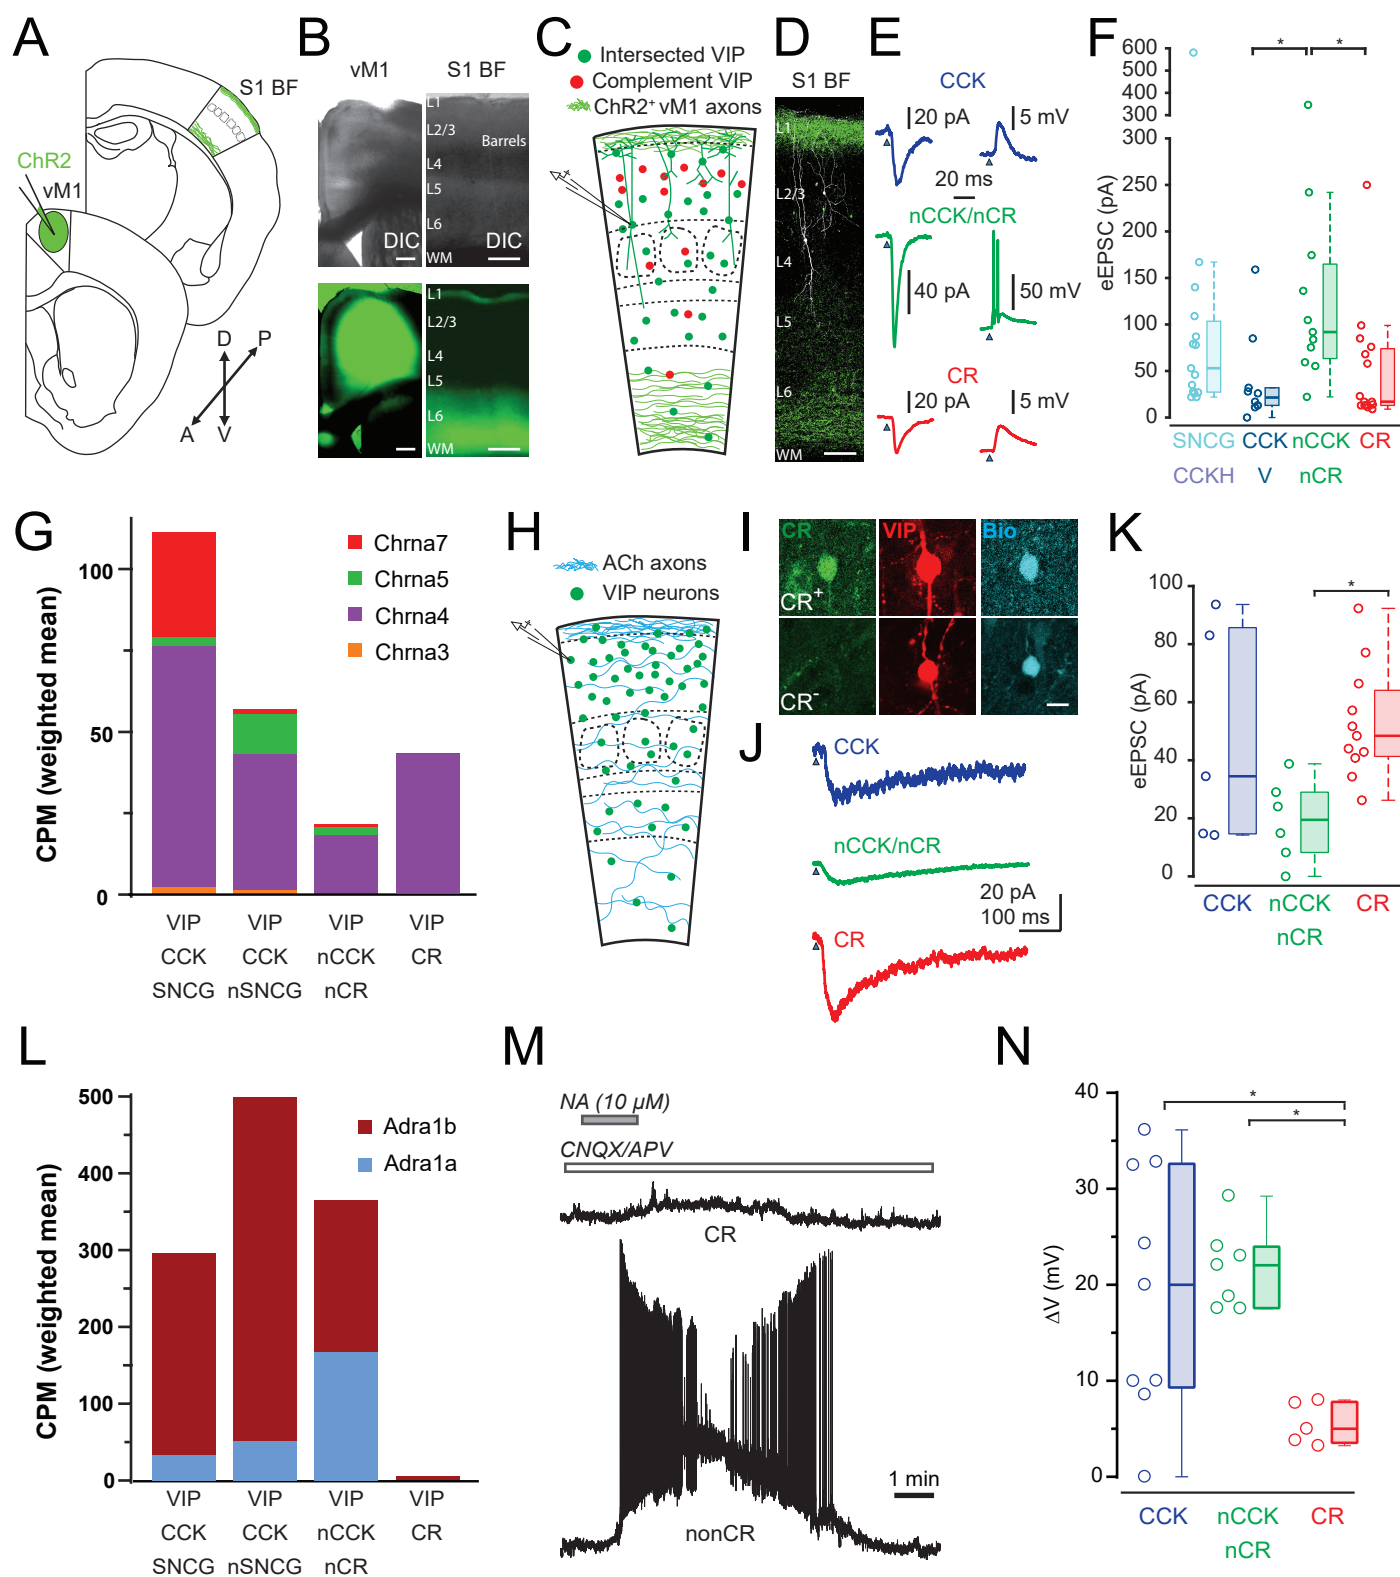 A
S1 BF
ChR2
vM1
D
P
A
V
B
vM1
S1 BF
L1
L2/3
Barrels
L4
L5
L6
DIC
DIC
WM
L1
L2/3
L4
L5
L6
WM
C
Intersected VIP
Complement VIP
ChR2+ vM1 axons
D
S1 BF
L1
L2/3
L4
L5
L6
WM
E
CCK
20 pA
5 mV
20 ms
nCCK/nCR
40 pA
50 mV
CR
20 pA
5 mV
F
600
500
400
300
300
250
200
150
100
50
0
eEPSC (pA)
*
*
SNCG
CCK
nCCK
CR
CCKH
V
nCR
G
CPM (weighted mean)
100
50
0
Chrna7
Chrna5
Chrna4
Chrna3
VIP
VIP
VIP
VIP
CCK
CCK
nCCK
CR
SNCG
nSNCG
nCR
H
ACh axons
VIP neurons
I
CR
VIP
Bio
CR+
CR-
J
CCK
nCCK/nCR
20 pA
100 ms
CR
K
100
80
60
40
20
0
eEPSC (pA)
*
CCK
nCCK
CR
nCR
L
CPM (weighted mean)
500
400
300
200
100
0
Adra1b
Adra1a
VIP
VIP
VIP
VIP
CCK
CCK
nCCK
CR
SNCG
nSNCG
nCR
M
NA (10 µM)
CNQX/APV
CR
1 min
nonCR
N
40
30
20
10
0
ΔV (mV)
*
*
CCK
nCCK
CR
nCR